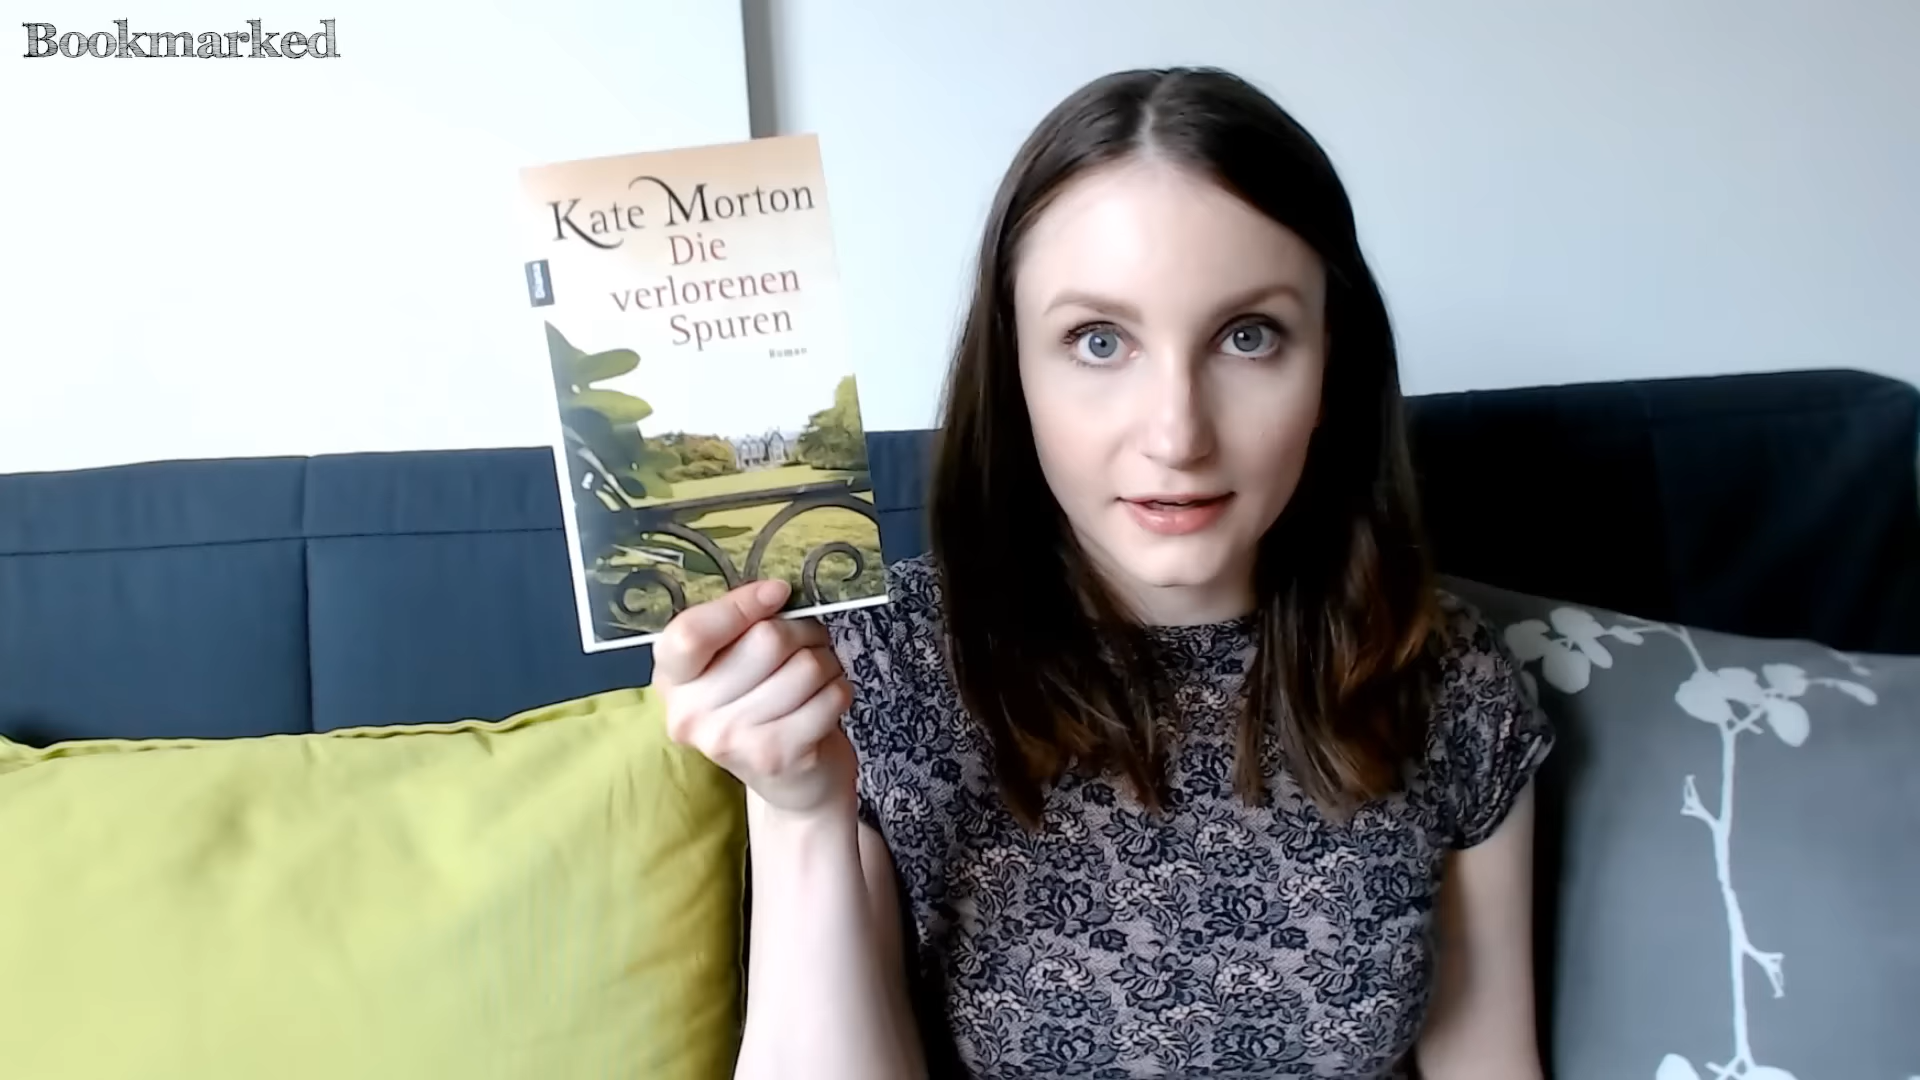 Bookmarked
Kate Morton
Die
verlorenen
Spuren
Roman